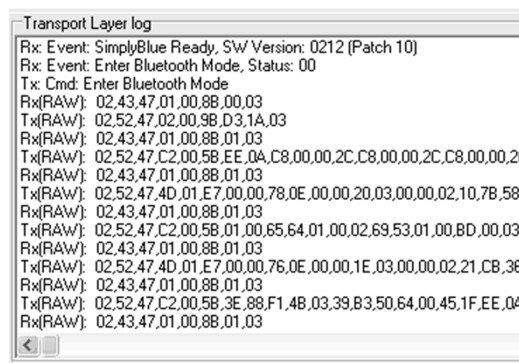 Transport Layer log
Rx: Event: SimplyBlue Ready, SW Version: 0212 (Patch 10)
Rx: Event: Enter Bluetooth Mode, Status: 00
Tx: Cmd: Enter Bluetooth Mode
Rx(RAW): 02,43,47,01,00,8B,00,03
Tx(RAW): 02,52,47,02,00,9B,D3,1A,03
Rx(RAW): 02,43,47,01,00,8B,01,03
Tx(RAW): 02,52,47,C2,00,5B,EE,0A,C8,00,00,2C,C8,00,00,2C,C8,00,00,2
Rx(RAW): 02,43,47,01,00,8B,01,03
Tx(RAW): 02,52,47,4D,01,E7,00,00,78,0E,00,00,20,03,00,00,02,10,7B,58
Rx(RAW): 02,43,47,01,00,8B,01,03
Tx(RAW): 02,52,47,C2,00,5B,01,00,65,64,01,00,02,69,53,01,00,BD,00,03
Rx(RAW): 02,43,47,01,00,8B,01,03
Tx(RAW): 02,52,47,4D,01,E7,00,00,76,0E,00,00,1E,03,00,00,02,21,CB,36
Rx(RAW): 02,43,47,01,00,8B,01,03
Tx(RAW): 02,52,47,C2,00,5B,3E,88,F1,4B,03,39,B3,50,64,00,45,1F,EE,0A
Rx(RAW): 02,43,47,01,00,8B,01,03